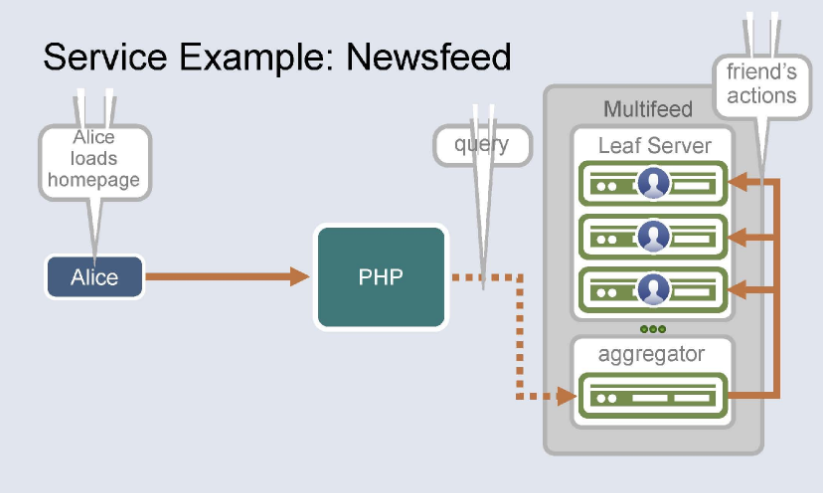 Service Example: Newsfeed
Alice
loads
homepage
query
friend's
actions
Multifeed
Leaf Server
Alice
PHP
aggregator